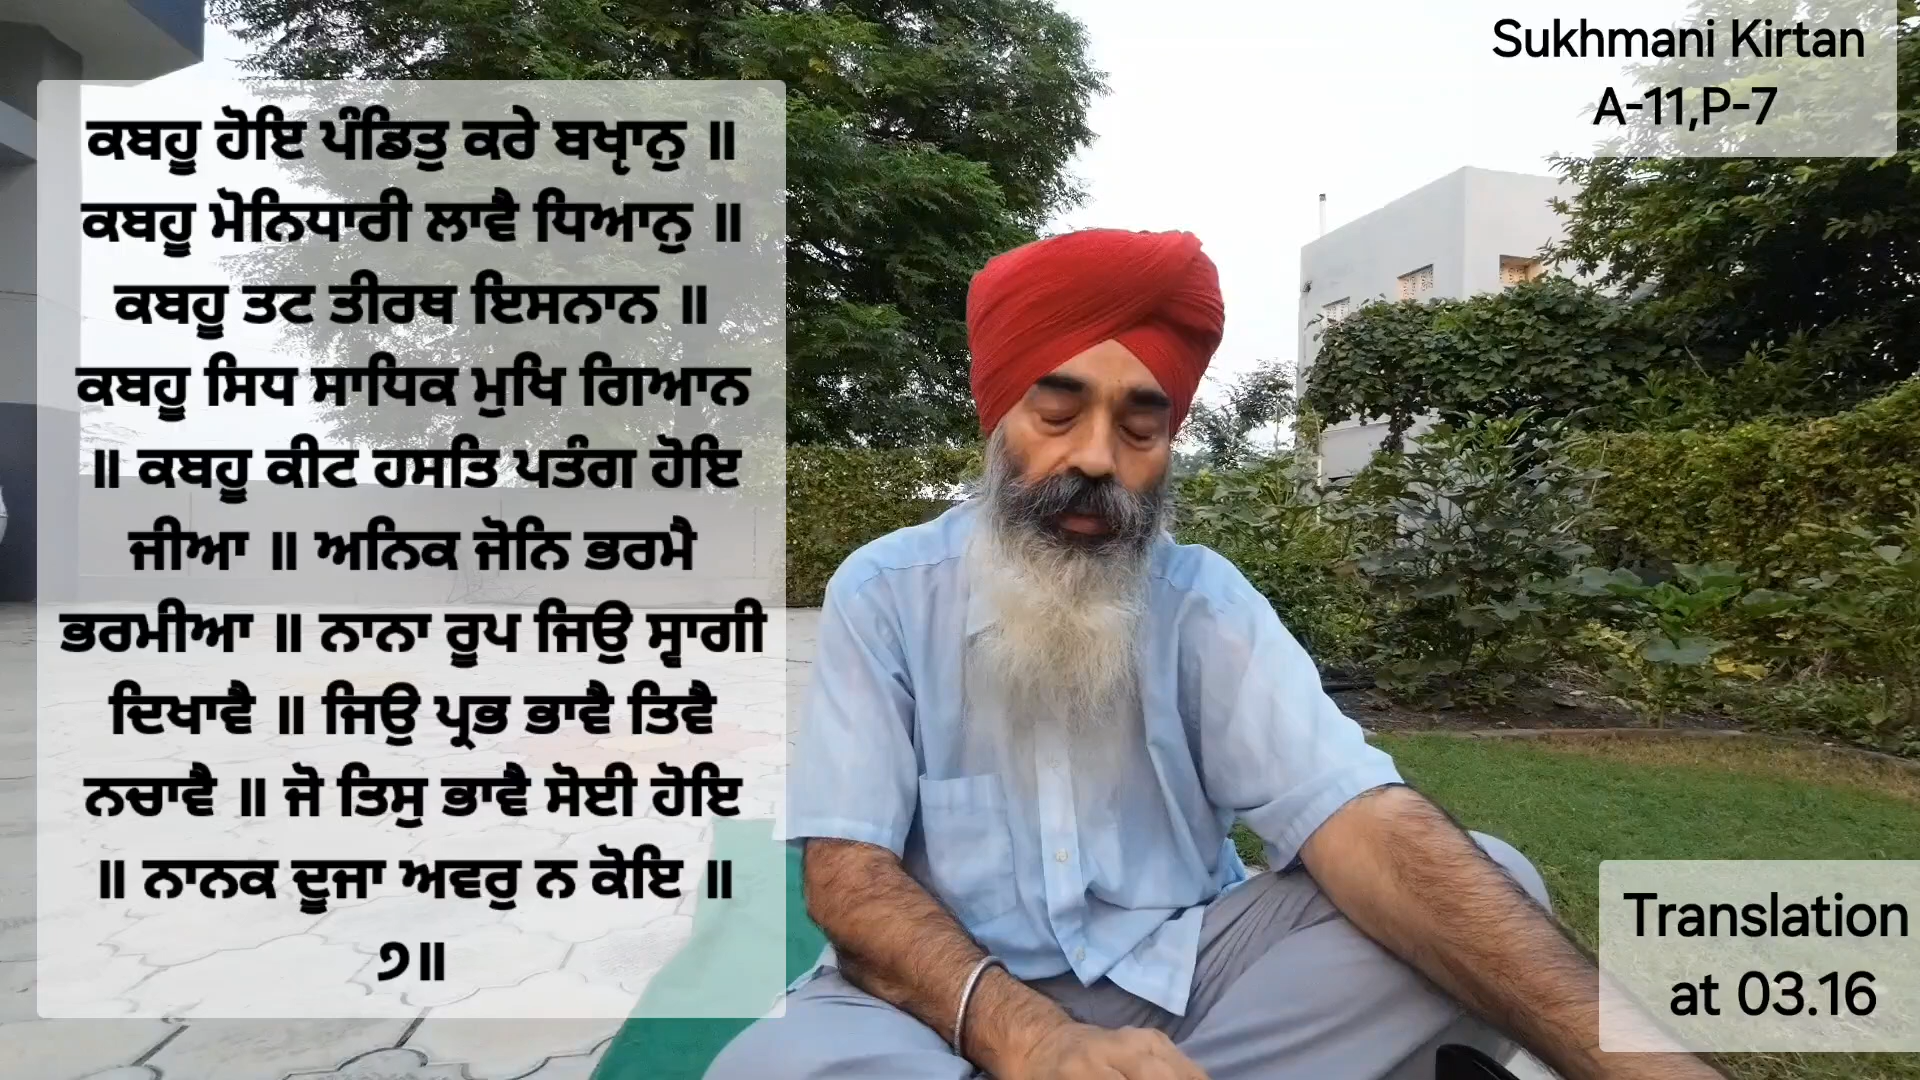 ਕਬਹੂ ਹੋਇ ਪੰਡਿਤੁ ਕਰੇ ਬਖੵਾਨੁ ॥
ਕਬਹੂ ਮੋਨਿਧਾਰੀ ਲਾਵੈ ਧਿਆਨੁ ॥
ਕਬਹੂ ਤਟ ਤੀਰਥ ਇਸਨਾਨ ॥
ਕਬਹੂ ਸਿਧ ਸਾਧਿਕ ਮੁਖਿ ਗਿਆਨ
॥ ਕਬਹੂ ਕੀਟ ਹਸਤਿ ਪਤੰਗ ਹੋਇ
ਜੀਆ ॥ ਅਨਿਕ ਜੋਨਿ ਭਰਮੈ
ਭਰਮੀਆ ॥ ਨਾਨਾ ਰੂਪ ਜਿਉ ਸ੍ਵਾਗੀ
ਦਿਖਾਵੈ ॥ ਜਿਉ ਪ੍ਰਭ ਭਾਵੈ ਤਿਵੈ
ਨਚਾਵੈ ॥ ਜੋ ਤਿਸੁ ਭਾਵੈ ਸੋਈ ਹੋਇ
॥ ਨਾਨਕ ਦੂਜਾ ਅਵਰੁ ਨ ਕੋਇ ॥
੭॥
Sukhmani Kirtan
A-11,P-7
Translation
at 03.16